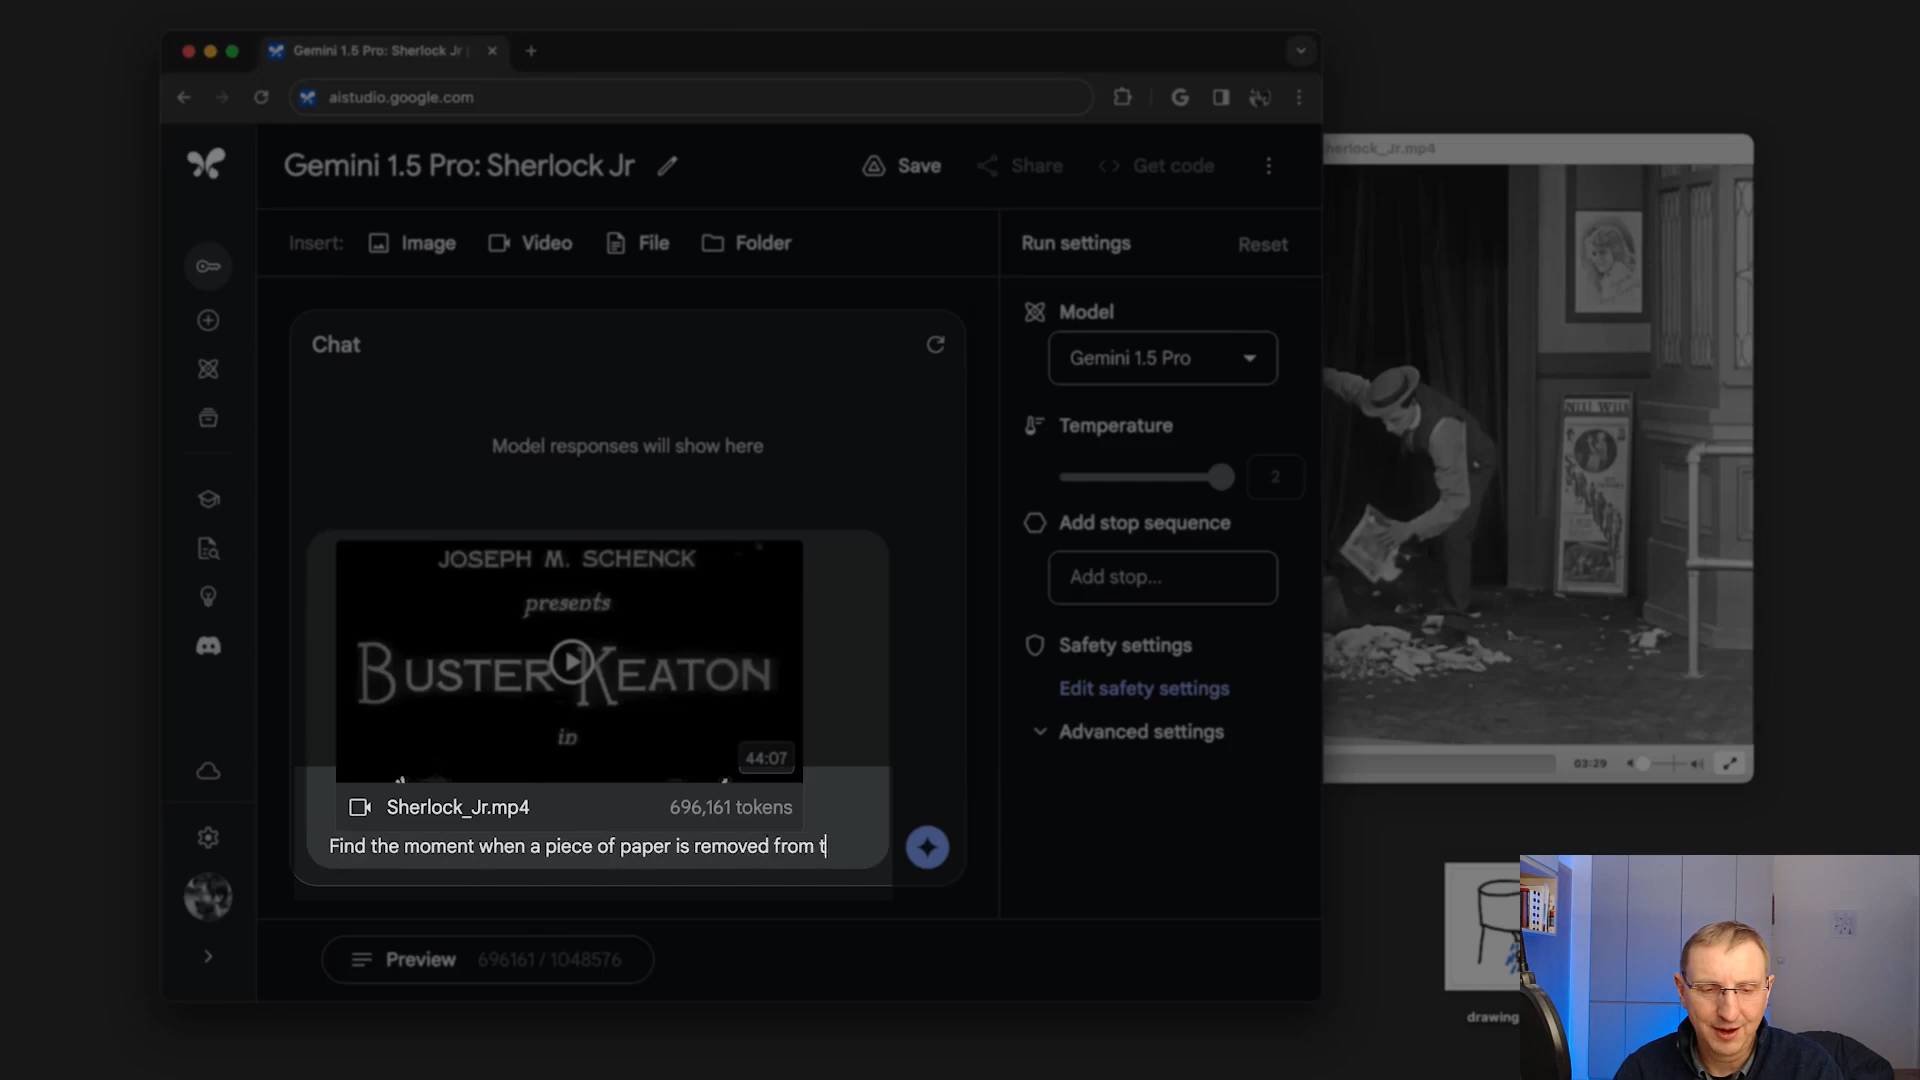 Gemini 1.5 Pro: Sherlock Jr
aistudio.google.com
Gemini 1.5 Pro: Sherlock Jr
Save
Share
Get code
Insert:
Image
Video
File
Folder
Run settings
Reset
Chat
Model responses will show here
Model
Gemini 1.5 Pro
Temperature
2
Add stop sequence
Add stop...
Safety settings
Edit safety settings
Advanced settings
JOSEPH M. SCHENCK
presents
BUSTER KEATON
in
44:07
Sherlock_Jr.mp4
696,161 tokens
Find the moment when a piece of paper is removed from t
Preview
696161 / 1048576
herlock_Jr.mp4
03:29
drawing